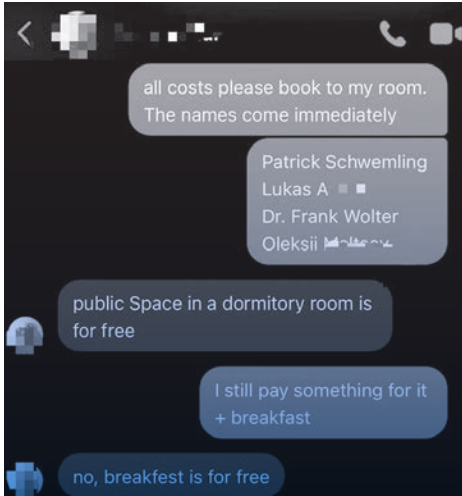 all costs please book to my room.
The names come immediately
Patrick Schwemling
Lukas A
Dr. Frank Wolter
Oleksii
public Space in a dormitory room is
for free
I still pay something for it
+ breakfast
no, breakfest is for free